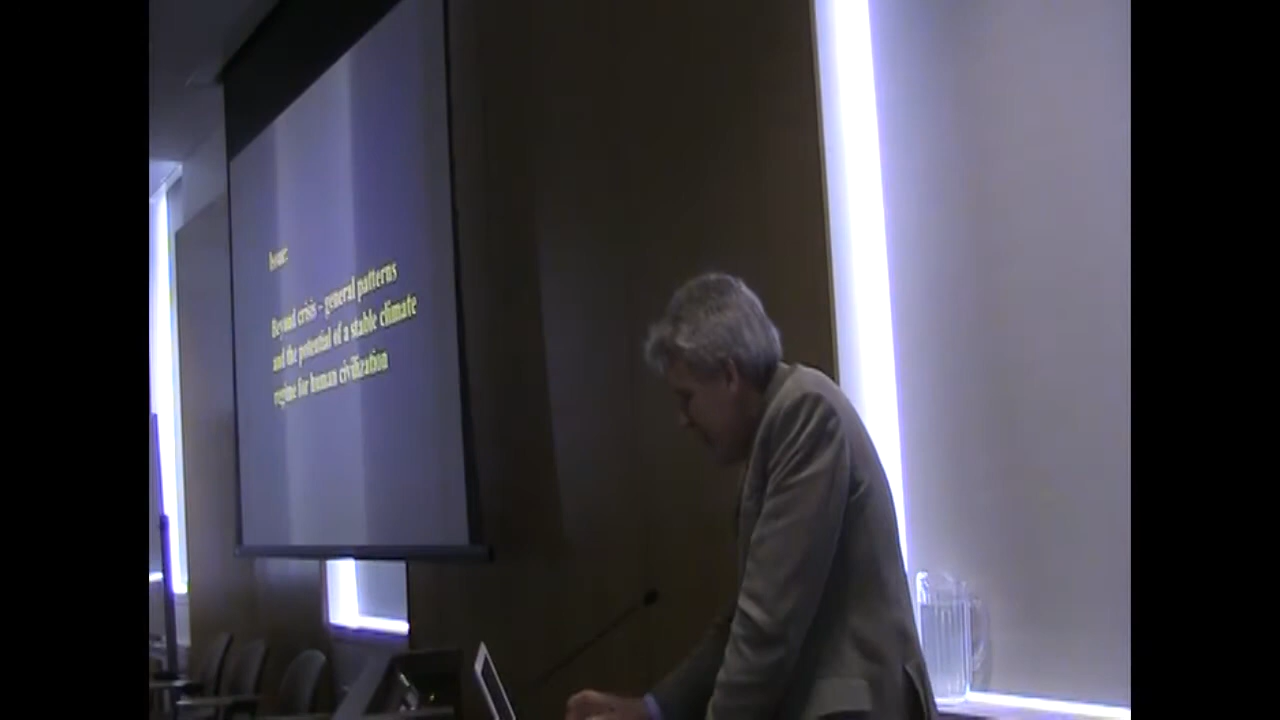 Issue:
Beyond crisis – general patterns
and the potential of a stable climate
regime for human civilization